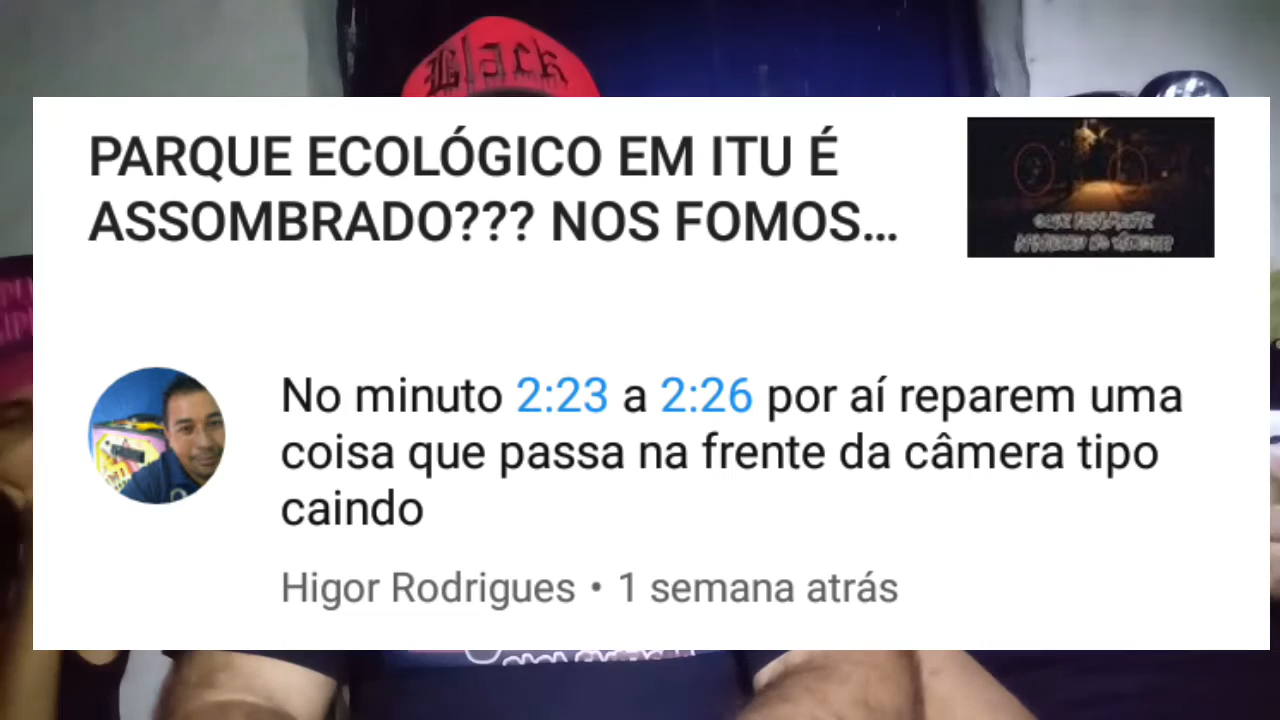 Black
PARQUE ECOLÓGICO EM ITU É
ASSOMBRADO??? NOS FOMOS...
No minuto 2:23 a 2:26 por aí reparem uma
coisa que passa na frente da câmera tipo
caindo
Higor Rodrigues • 1 semana atrás